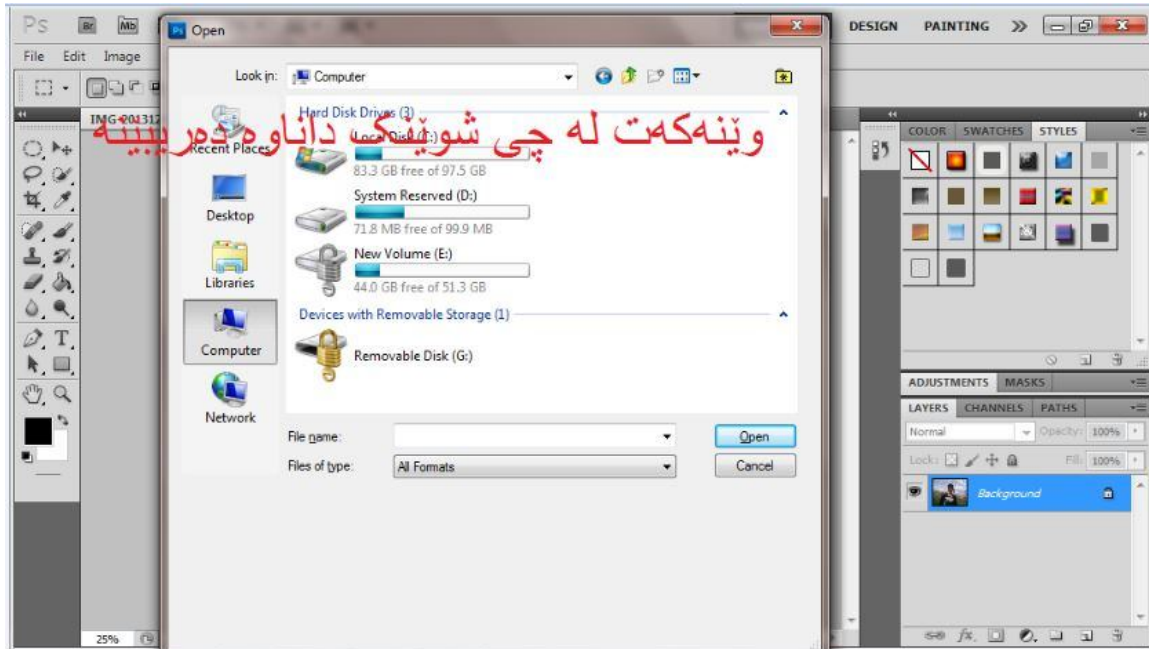 Ps Br Mb Open DESIGN PAINTING
File Edit Image
Look in: Computer
IMG-201312
Hard Disk Drives (3)
وێنەکەت لە چی شوێنێک داناوە دەریبێنە
Local Disk (C:)
83.3 GB free of 97.5 GB
System Reserved (D:)
71.8 MB free of 99.9 MB
New Volume (E:)
44.0 GB free of 51.3 GB
Devices with Removable Storage (1)
Removable Disk (G:)
Recent Places
Desktop
Libraries
Computer
Network
File name:
Open
Files of type: All Formats
Cancel
COLOR SWATCHES STYLES
ADJUSTMENTS MASKS
LAYERS CHANNELS PATHS
Normal Opacity: 100%
Lock: Fill: 100%
Background
25%